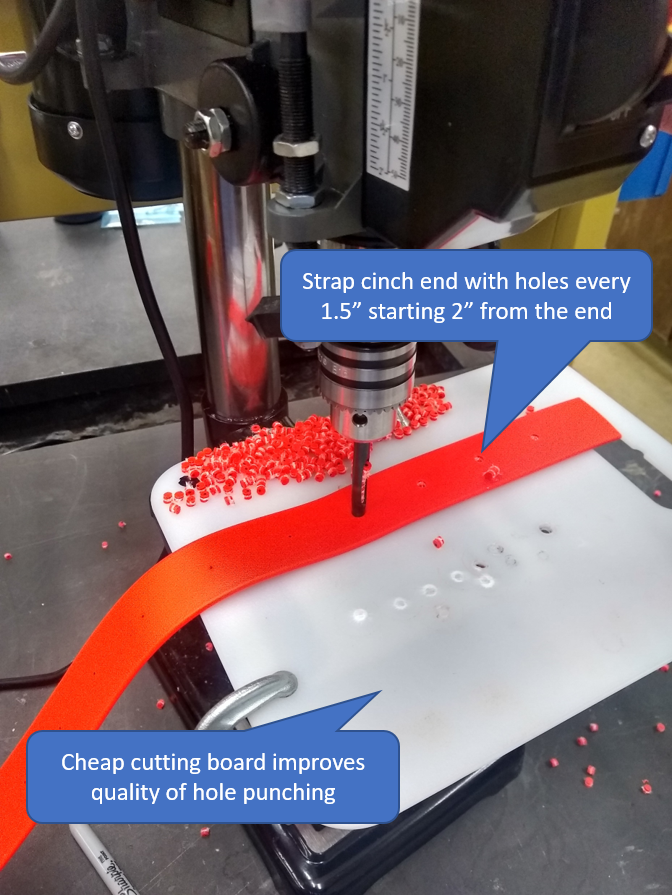 Strap cinch end with holes every
1.5” starting 2” from the end
Cheap cutting board improves
quality of hole punching
Sharpie